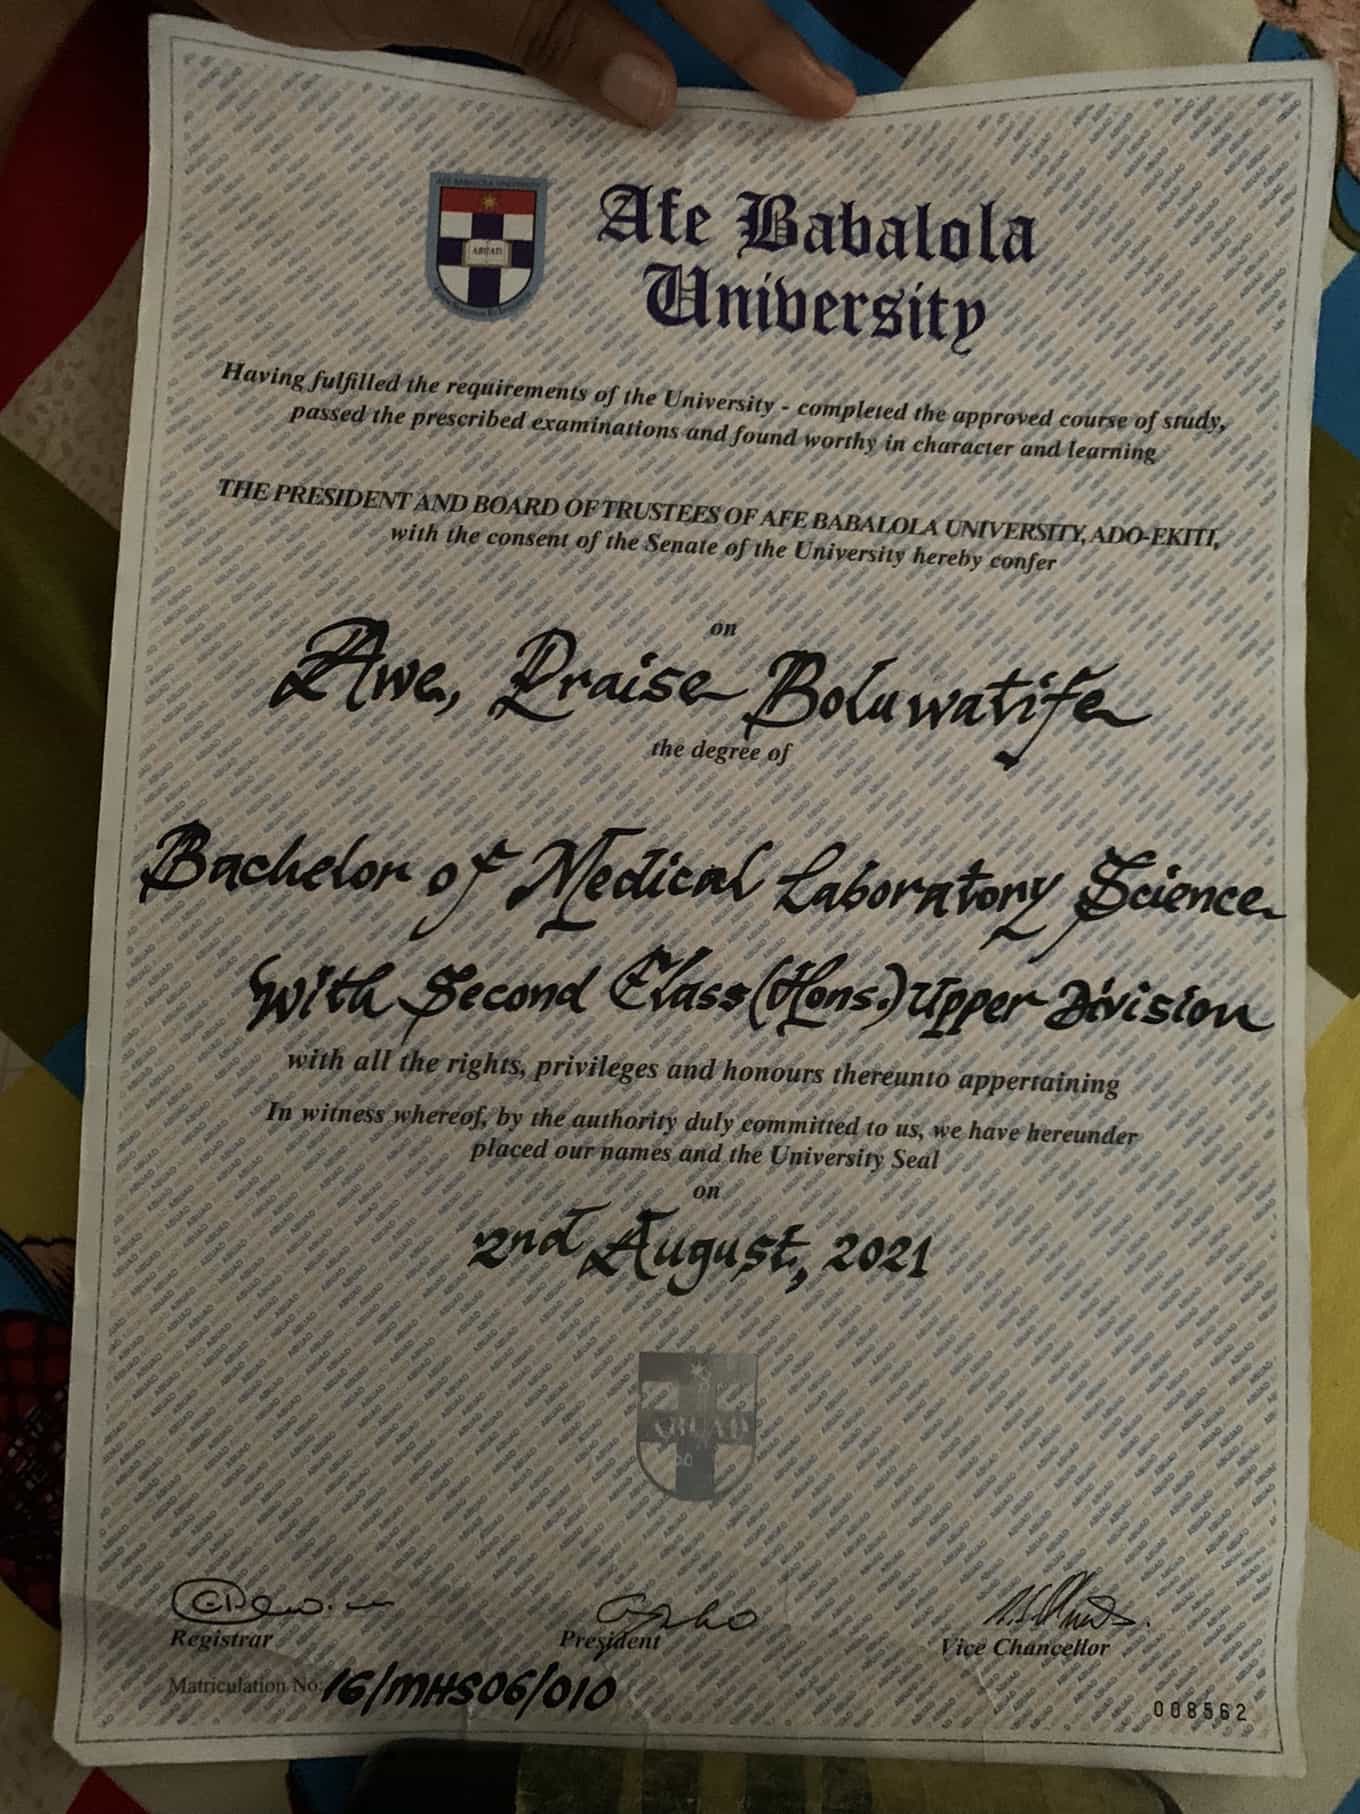 Afe Babalola
University
ABUAD
Having fulfilled the requirements of the University - completed the approved course of study,
passed the prescribed examinations and found worthy in character and learning
THE PRESIDENT AND BOARD OF TRUSTEES OF AFE BABALOLA UNIVERSITY, ADO-EKITI,
with the consent of the Senate of the University hereby confer
on
Awe, Praise Boluwatife
the degree of
Bachelor of Medical Laboratory Science
With Second Class (Hons.) Upper Division
with all the rights, privileges and honours thereunto appertaining
In witness whereof, by the authority duly committed to us, we have hereunder
placed our names and the University Seal
on
2nd August, 2021
ABUAD
Registrar
President
Vice Chancellor
Matriculation No: 16/MHS06/010
008562